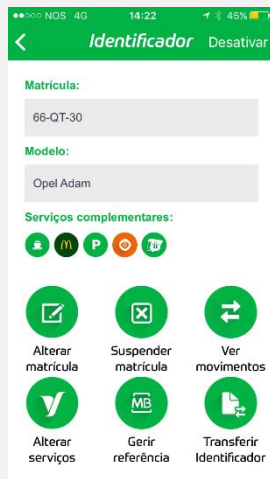 NOS 4G 14:22 45%
Identificador Desativar
Matrícula:
66-QT-30
Modelo:
Opel Adam
Serviços complementares:
M P
Alterar matrícula Suspender matrícula Ver movimentos
MB
Alterar serviços Gerir referência Transferir Identificador